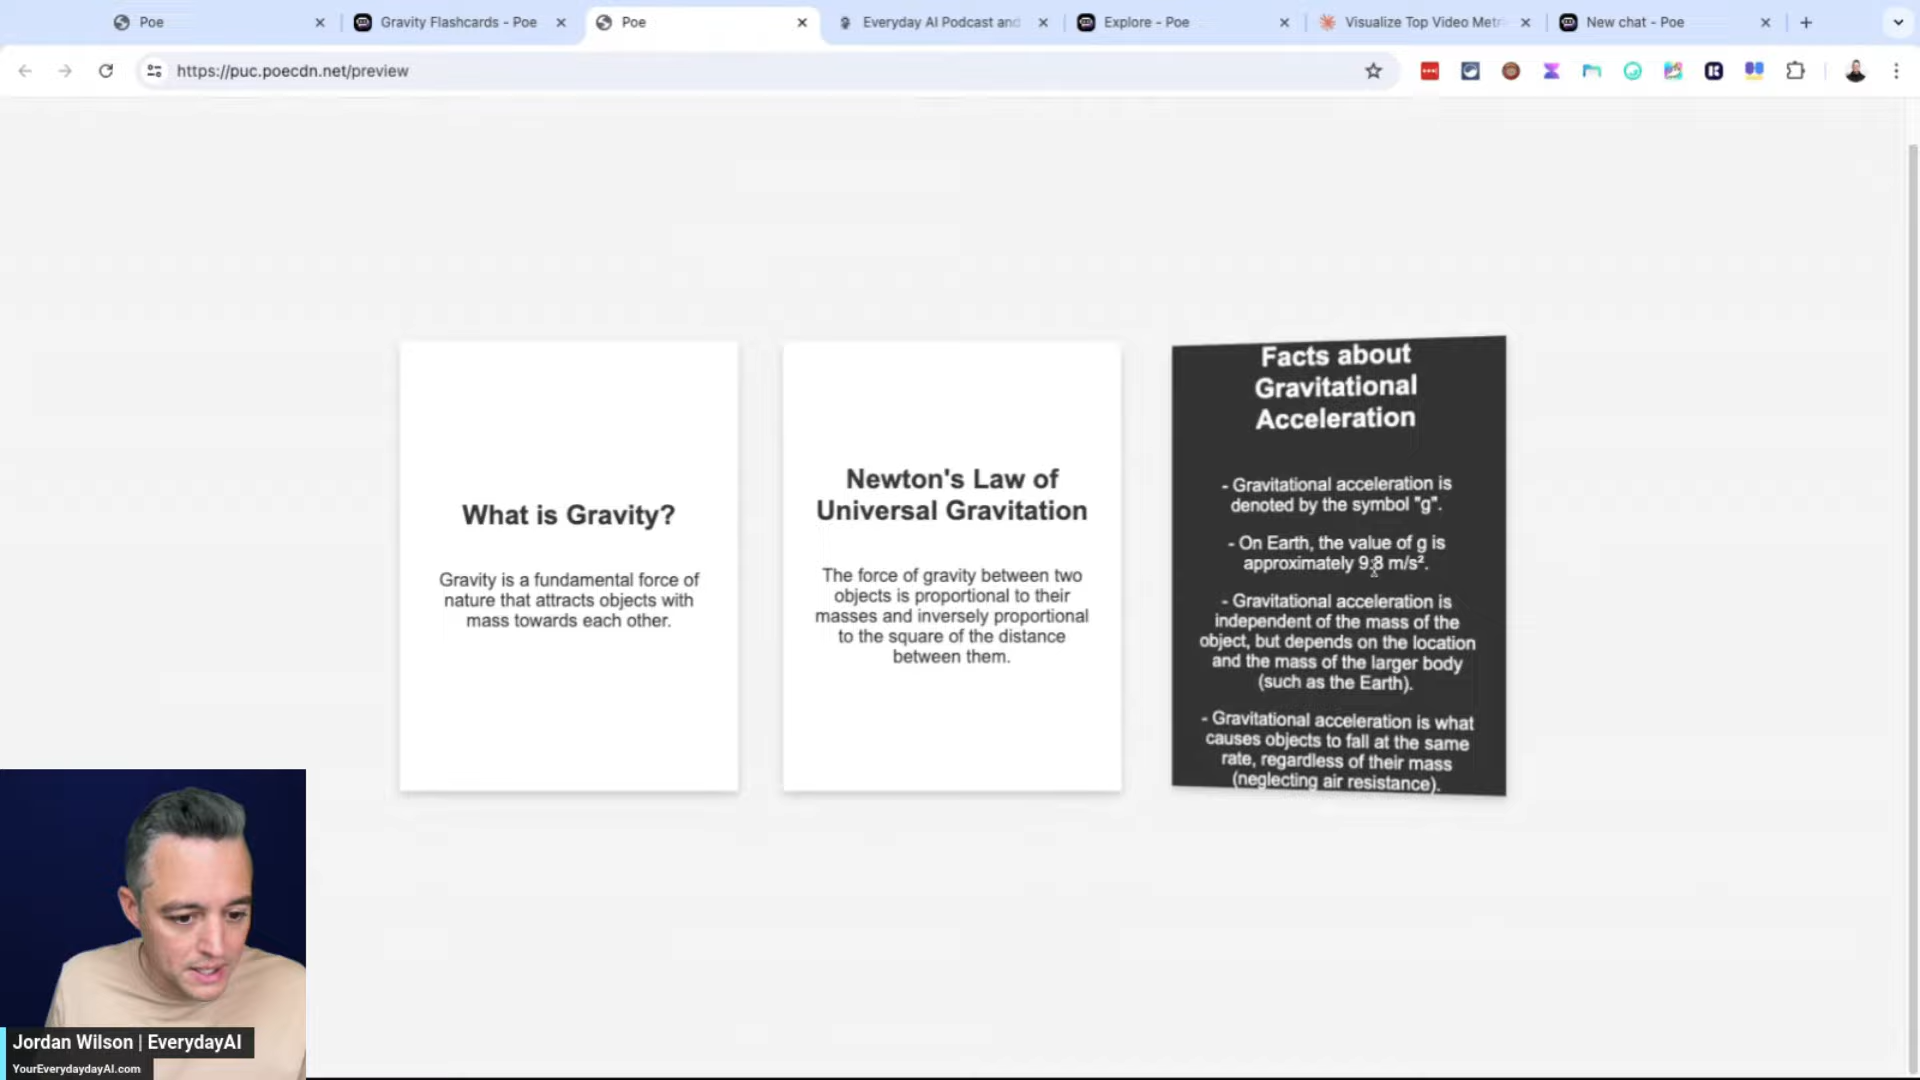 Poe
Gravity Flashcards - Poe
Poe
Everyday AI Podcast and
Explore - Poe
Visualize Top Video Metri
New chat - Poe
https://puc.poecdn.net/preview
What is Gravity?
Gravity is a fundamental force of
nature that attracts objects with
mass towards each other.
Newton's Law of
Universal Gravitation
The force of gravity between two
objects is proportional to their
masses and inversely proportional
to the square of the distance
between them.
Facts about
Gravitational
Acceleration
- Gravitational acceleration is
denoted by the symbol "g".
- On Earth, the value of g is
approximately 9.8 m/s².
- Gravitational acceleration is
independent of the mass of the
object, but depends on the location
and the mass of the larger body
(such as the Earth).
- Gravitational acceleration is what
causes objects to fall at the same
rate, regardless of their mass
(neglecting air resistance).
Jordan Wilson | EverydayAI
YourEverydaydayAI.com